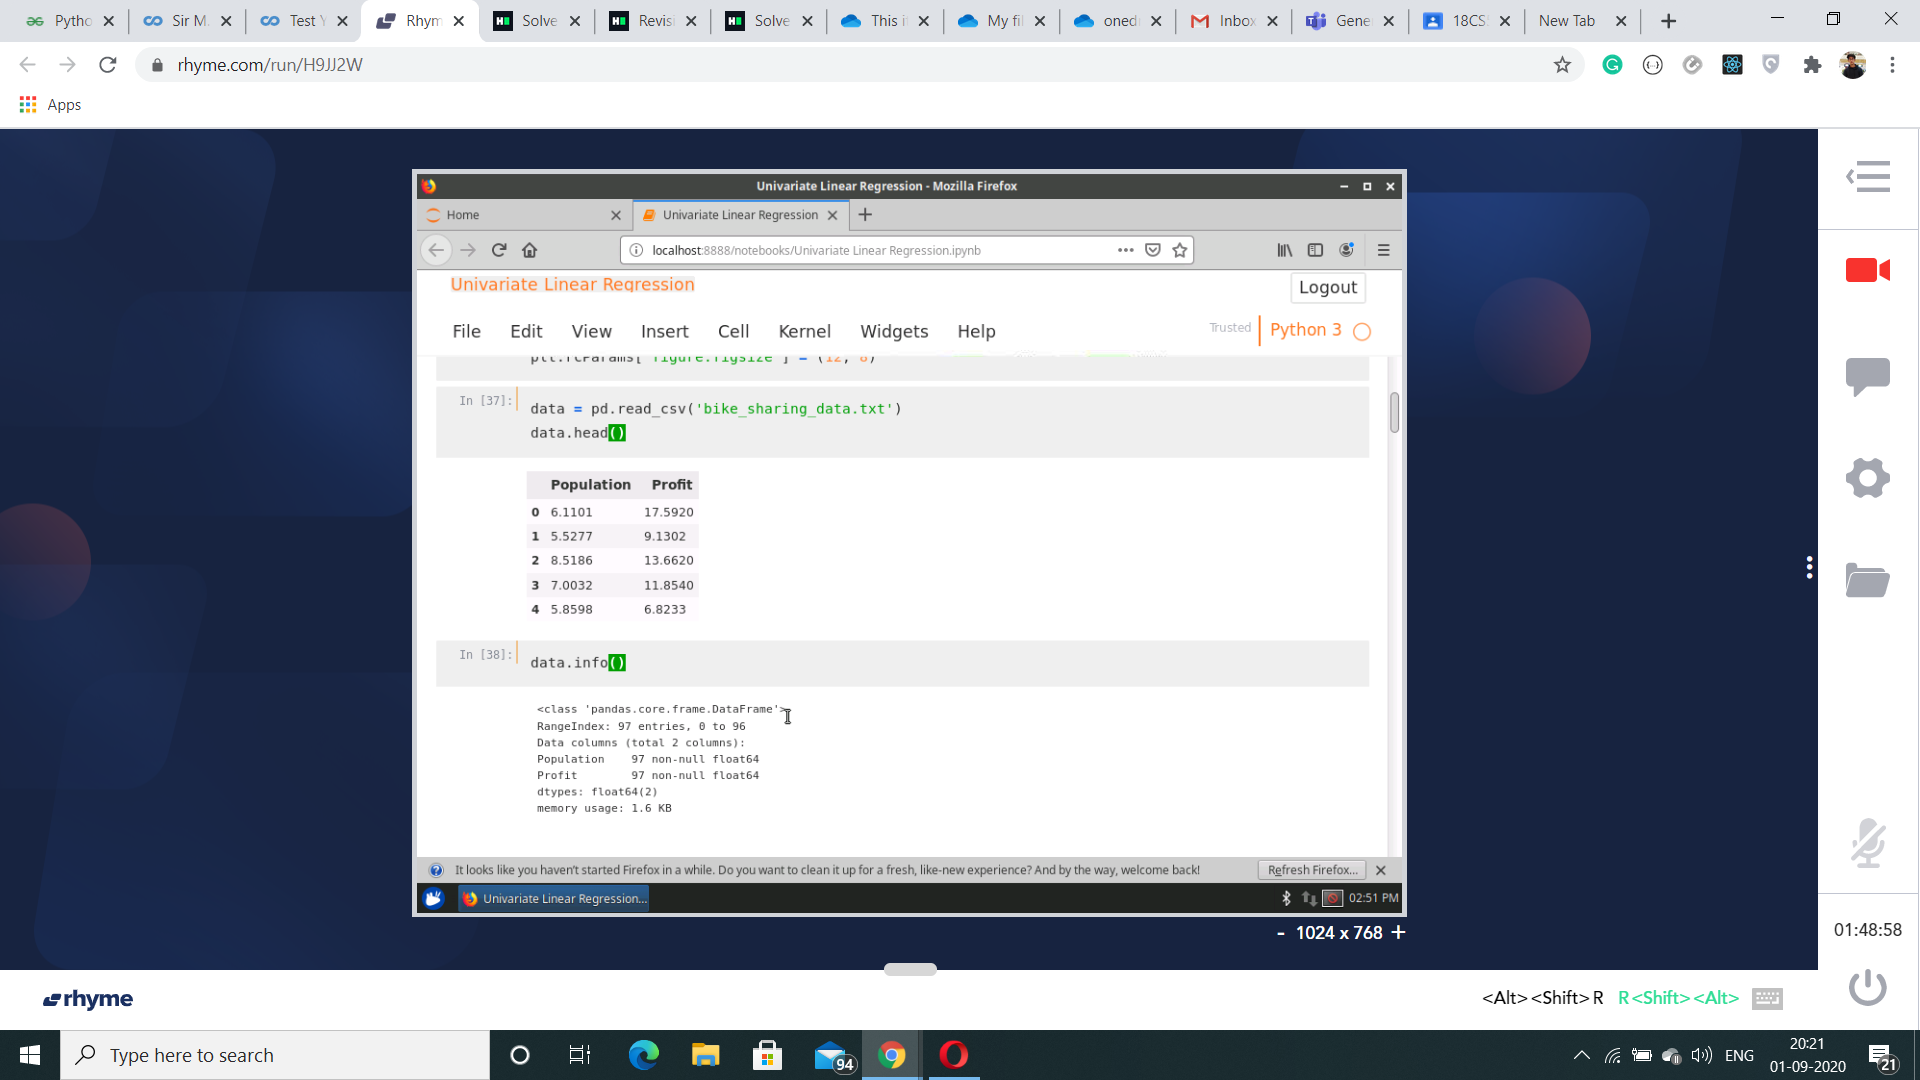 Pytho
Sir M
Test Y
Rhym
Solve
Revisi
Solve
This i
My fil
oned
Inbox
Gene
18CS
New Tab
rhyme.com/run/H9JJ2W
Apps
Univariate Linear Regression - Mozilla Firefox
Home
Univariate Linear Regression
localhost:8888/notebooks/Univariate Linear Regression.ipynb
Univariate Linear Regression
Logout
File Edit View Insert Cell Kernel Widgets Help
Trusted
Python 3
plt.rcParams['figure.figsize'] = (12, 8)
In [37]:
data = pd.read_csv('bike_sharing_data.txt')
data.head()
Population Profit
0 6.1101 17.5920
1 5.5277 9.1302
2 8.5186 13.6620
3 7.0032 11.8540
4 5.8598 6.8233
In [38]:
data.info()
<class 'pandas.core.frame.DataFrame'>
RangeIndex: 97 entries, 0 to 96
Data columns (total 2 columns):
Population 97 non-null float64
Profit 97 non-null float64
dtypes: float64(2)
memory usage: 1.6 KB
It looks like you haven't started Firefox in a while. Do you want to clean it up for a fresh, like-new experience? And by the way, welcome back!
Refresh Firefox...
Univariate Linear Regression...
02:51 PM
- 1024 x 768 +
01:48:58
rhyme
<Alt><Shift> R
R <Shift><Alt>
Type here to search
94
ENG
20:21
01-09-2020
21